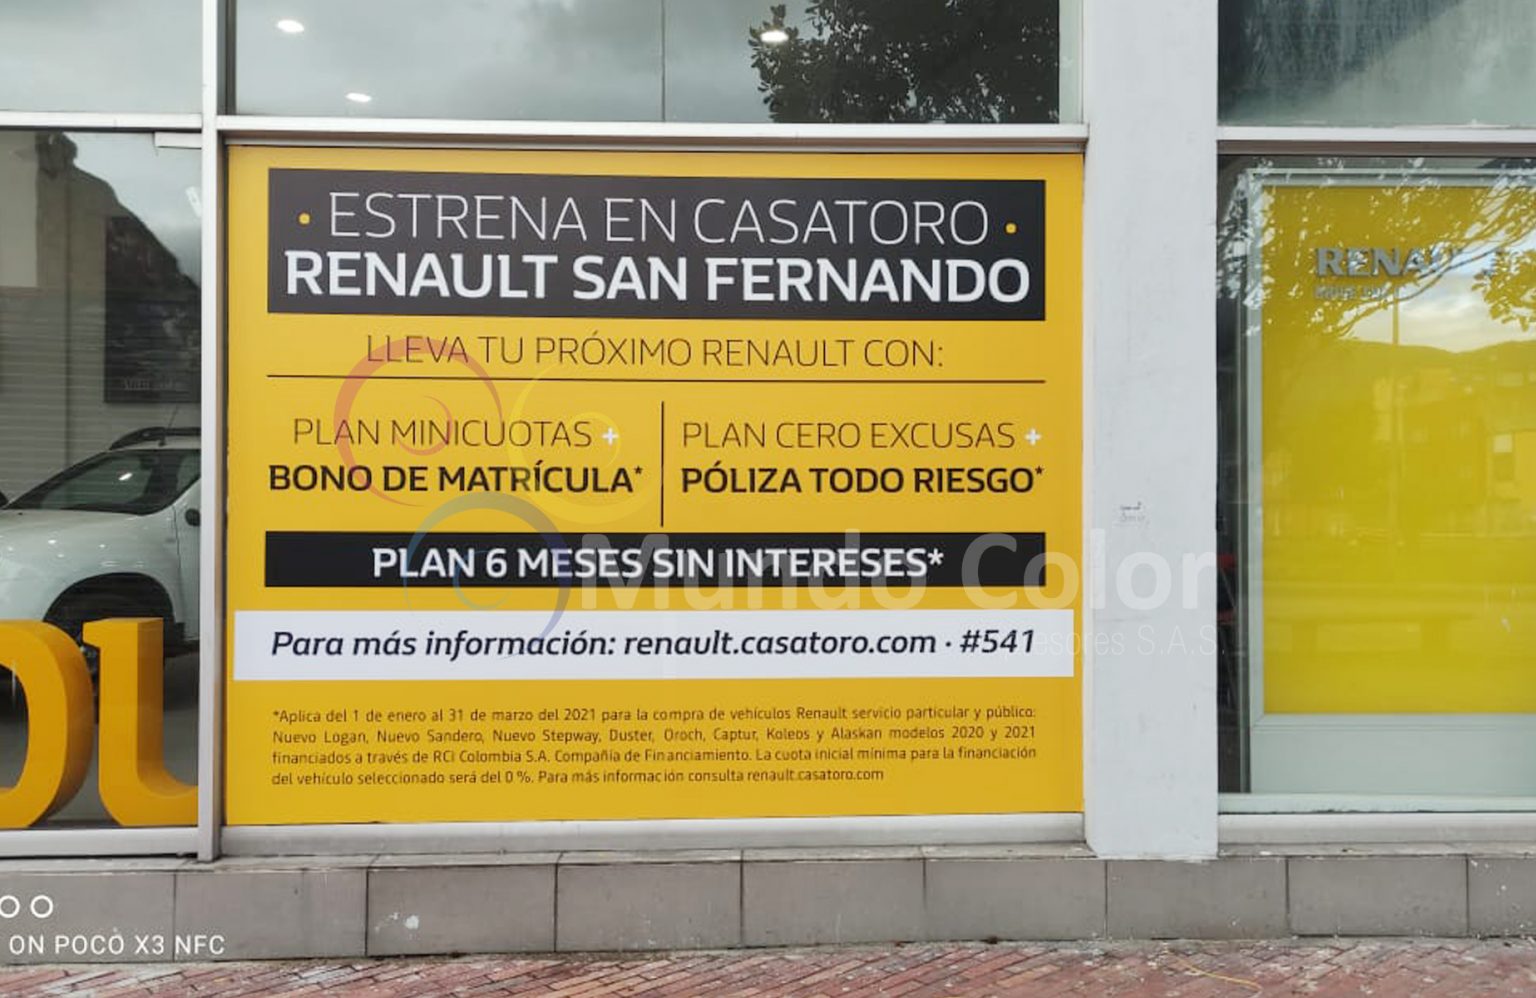 • ESTRENA EN CASATORO •
RENAULT SAN FERNANDO
LLEVA TU PRÓXIMO RENAULT CON:
PLAN MINICUOTAS +
BONO DE MATRÍCULA*
PLAN CERO EXCUSAS +
PÓLIZA TODO RIESGO*
PLAN 6 MESES SIN INTERESES*
Para más información: renault.casatoro.com · #541
*Aplica del 1 de enero al 31 de marzo del 2021 para la compra de vehículos Renault servicio particular y público:
Nuevo Logan, Nuevo Sandero, Nuevo Stepway, Duster, Oroch, Captur, Koleos y Alaskan modelos 2020 y 2021
financiados a través de RCI Colombia S.A. Compañía de Financiamiento. La cuota inicial mínima para la financiación
del vehículo seleccionado será del 0 %. Para más información consulta renault.casatoro.com
Mundo Color
S.A.S.
RENAULT
ON POCO X3 NFC